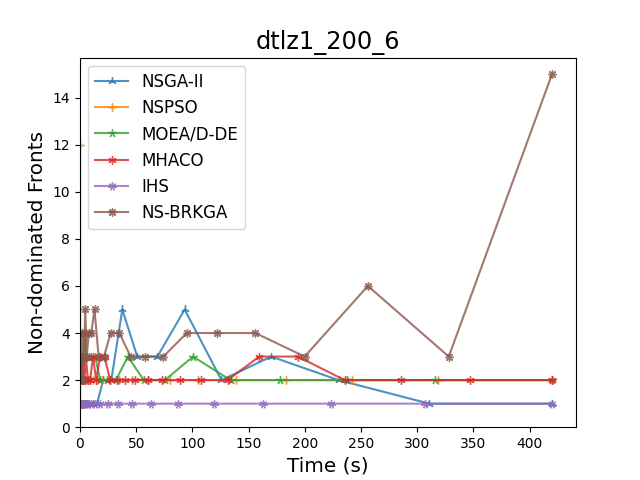 dtlz1_200_6
NSGA-II
NSPSO
MOEA/D-DE
MHACO
IHS
NS-BRKGA
Non-dominated Fronts
14
12
10
8
6
4
2
0
0 50 100 150 200 250 300 350 400
Time (s)